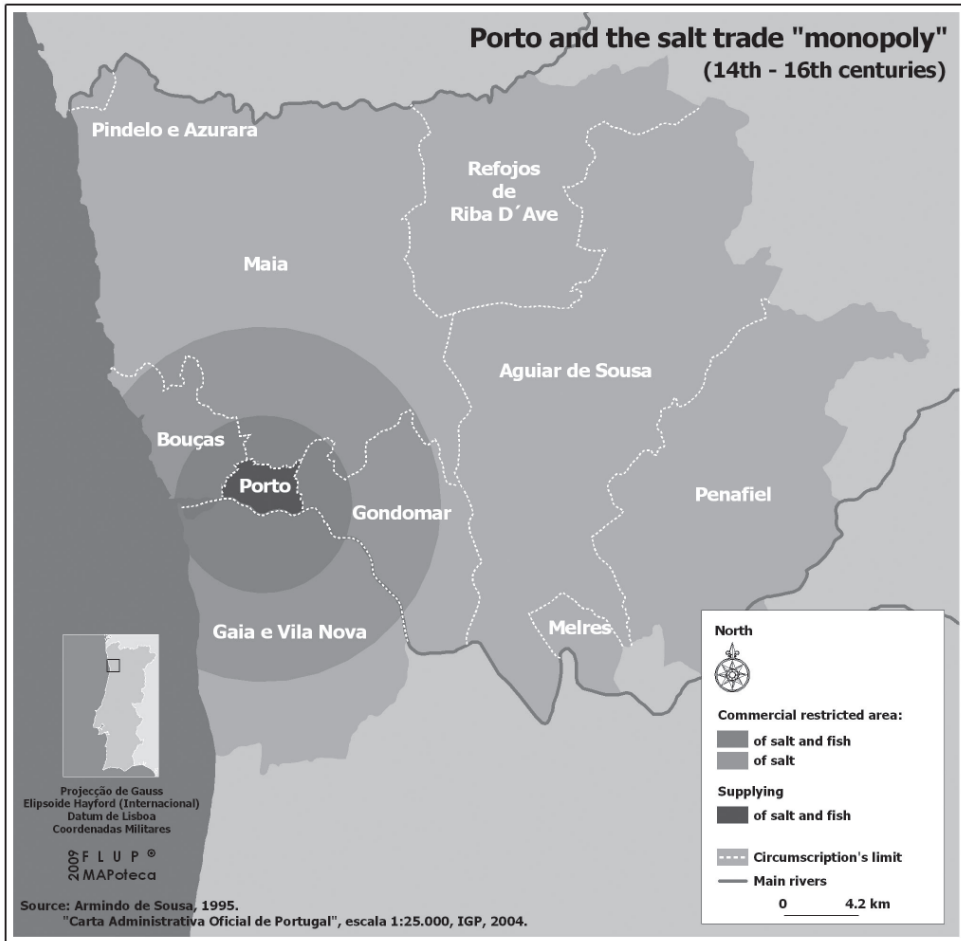 Porto and the salt trade "monopoly"
(14th - 16th centuries)
Pindelo e Azurara
Refojos
de
Riba D´Ave
Maia
Aguiar de Sousa
Bouças
Porto
Gondomar
Penafiel
Gaia e Vila Nova
Melres
North
Commercial restricted area:
of salt and fish
of salt
Supplying
of salt and fish
Circumscription's limit
Main rivers
0 4.2 km
Projecção de Gauss
Elipsoide Hayford (Internacional)
Datum de Lisboa
Coordenadas Militares
2009 F L U P ®
MAPoteca
Source: Armindo de Sousa, 1995.
"Carta Administrativa Oficial de Portugal", escala 1:25.000, IGP, 2004.